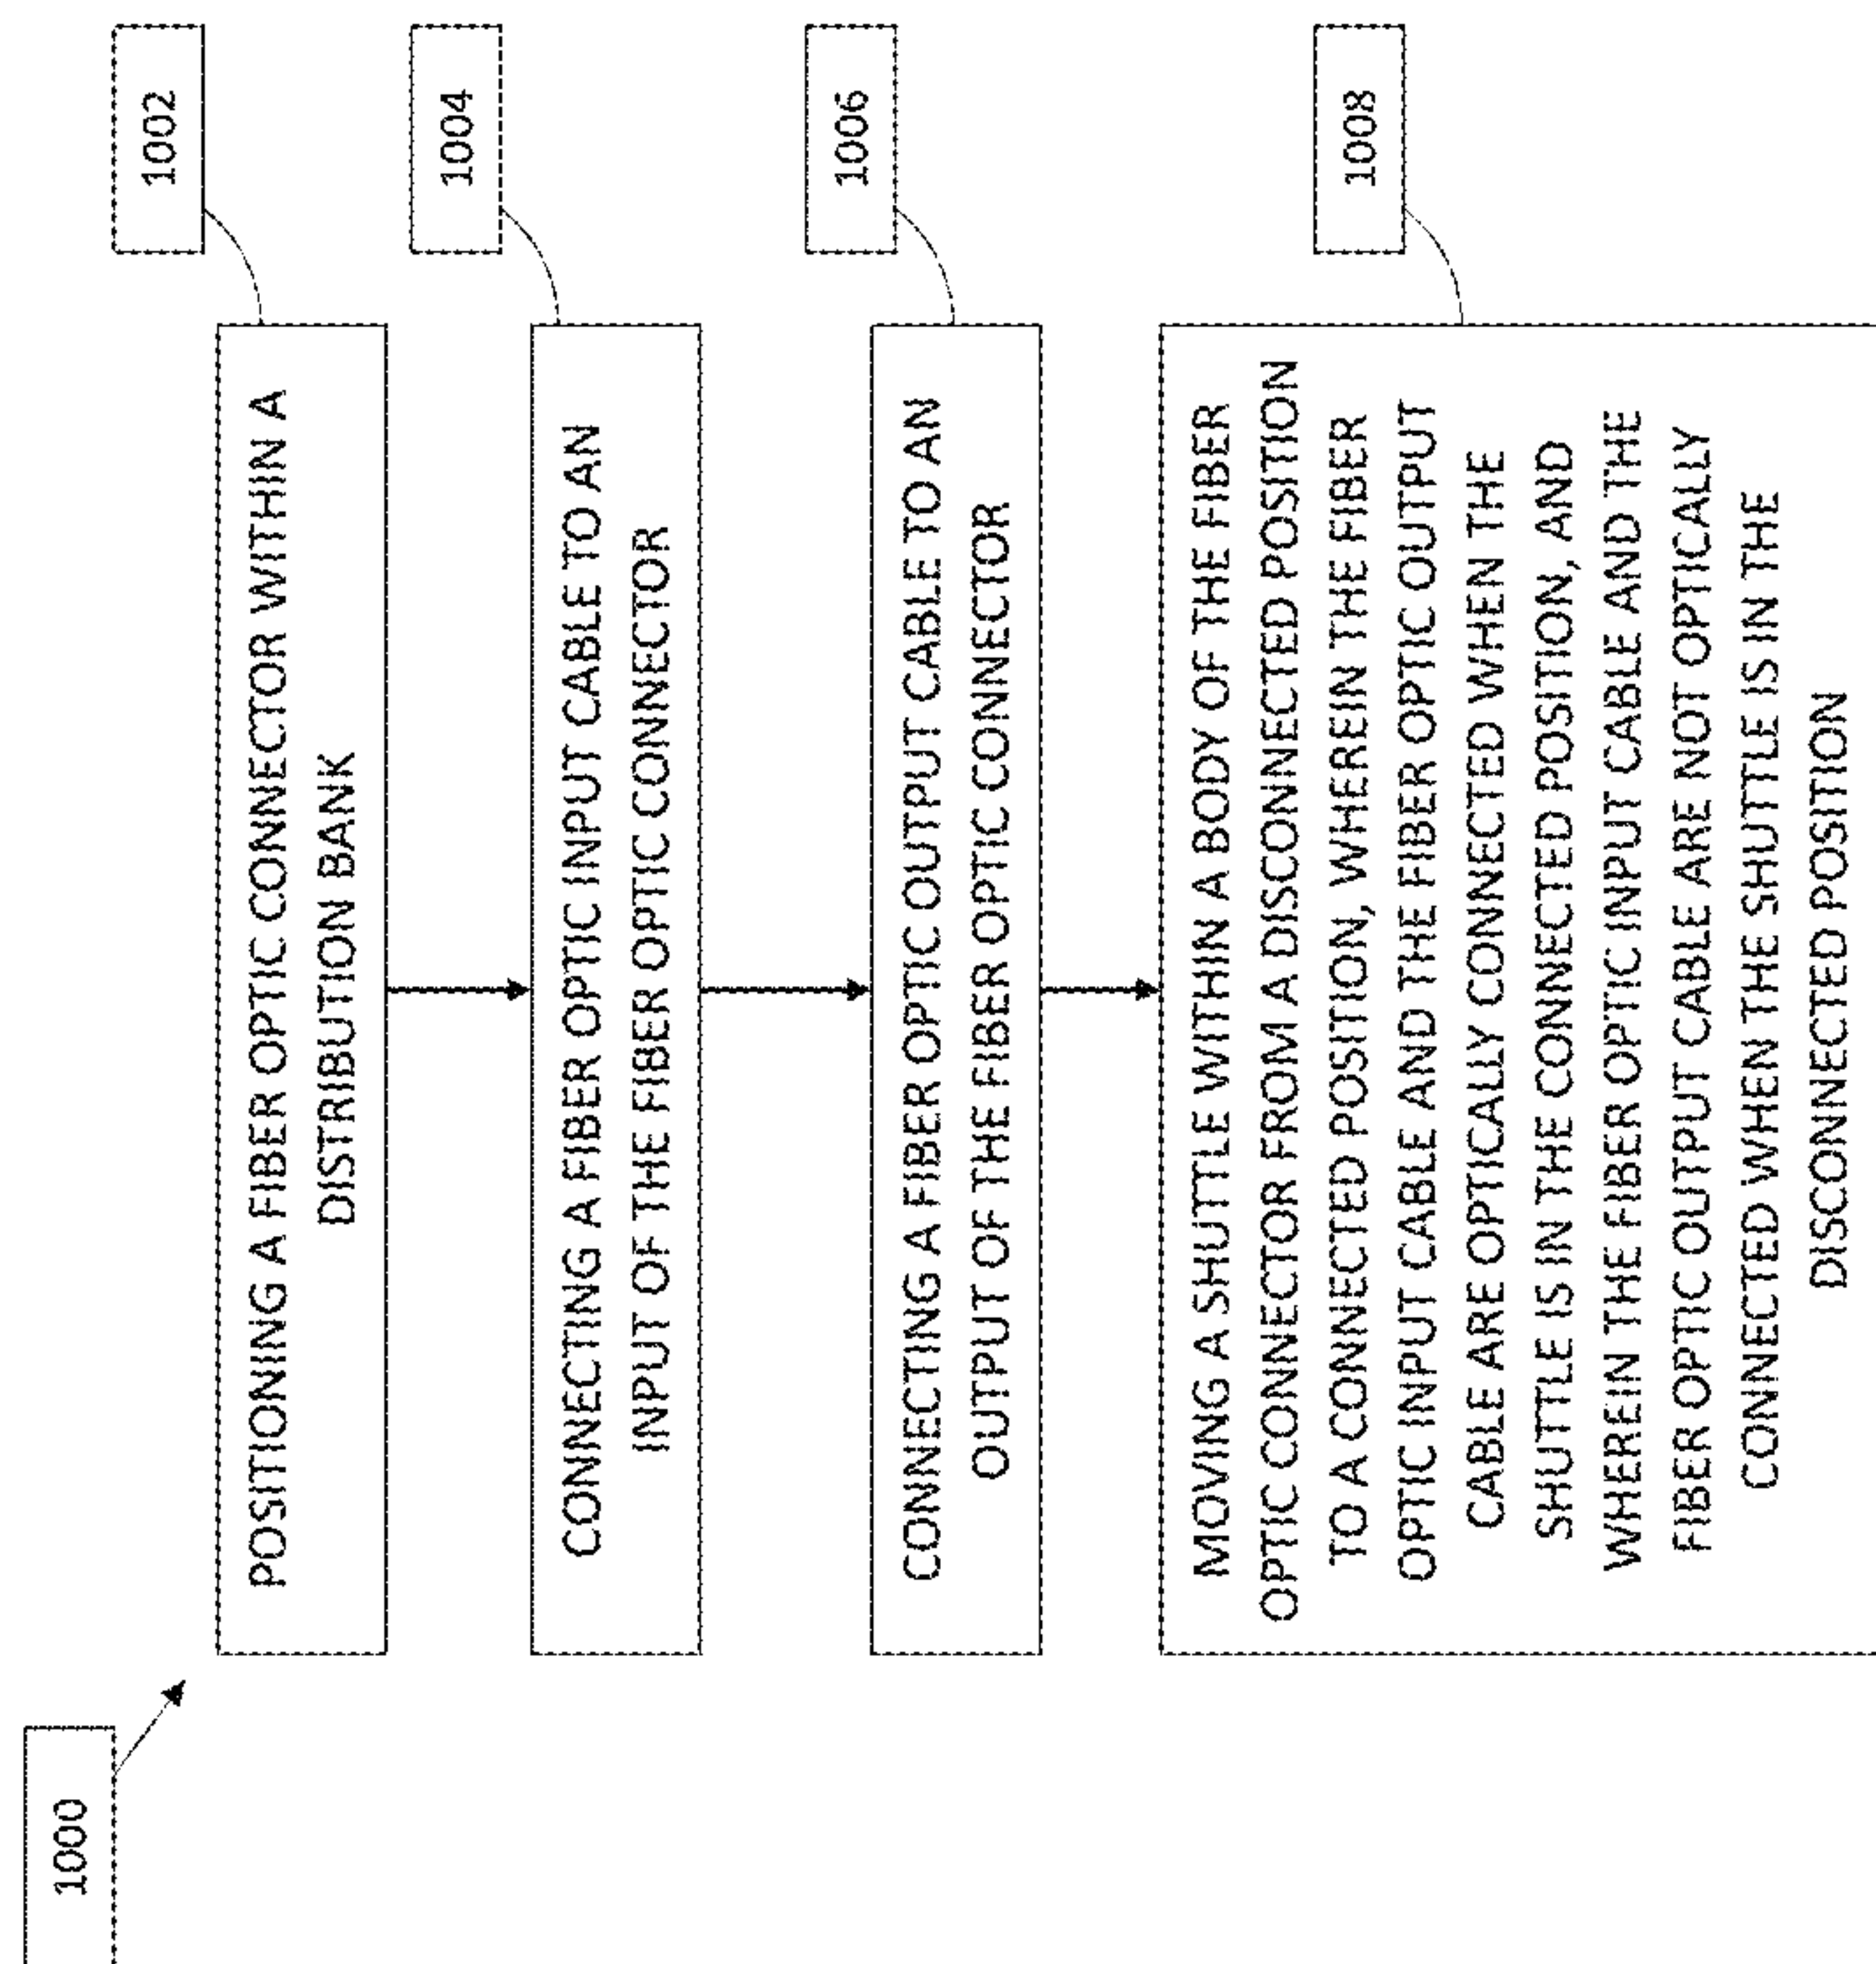 1000
1002
POSITIONING A FIBER OPTIC CONNECTOR WITHIN A
DISTRIBUTION BANK
1004
CONNECTING A FIBER OPTIC INPUT CABLE TO AN
INPUT OF THE FIBER OPTIC CONNECTOR
1006
CONNECTING A FIBER OPTIC OUTPUT CABLE TO AN
OUTPUT OF THE FIBER OPTIC CONNECTOR
1008
MOVING A SHUTTLE WITHIN A BODY OF THE FIBER
OPTIC CONNECTOR FROM A DISCONNECTED POSITION
TO A CONNECTED POSITION, WHEREIN THE FIBER
OPTIC INPUT CABLE AND THE FIBER OPTIC OUTPUT
CABLE ARE OPTICALLY CONNECTED WHEN THE
SHUTTLE IS IN THE CONNECTED POSITION, AND
WHEREIN THE FIBER OPTIC INPUT CABLE AND THE
FIBER OPTIC OUTPUT CABLE ARE NOT OPTICALLY
CONNECTED WHEN THE SHUTTLE IS IN THE
DISCONNECTED POSITION